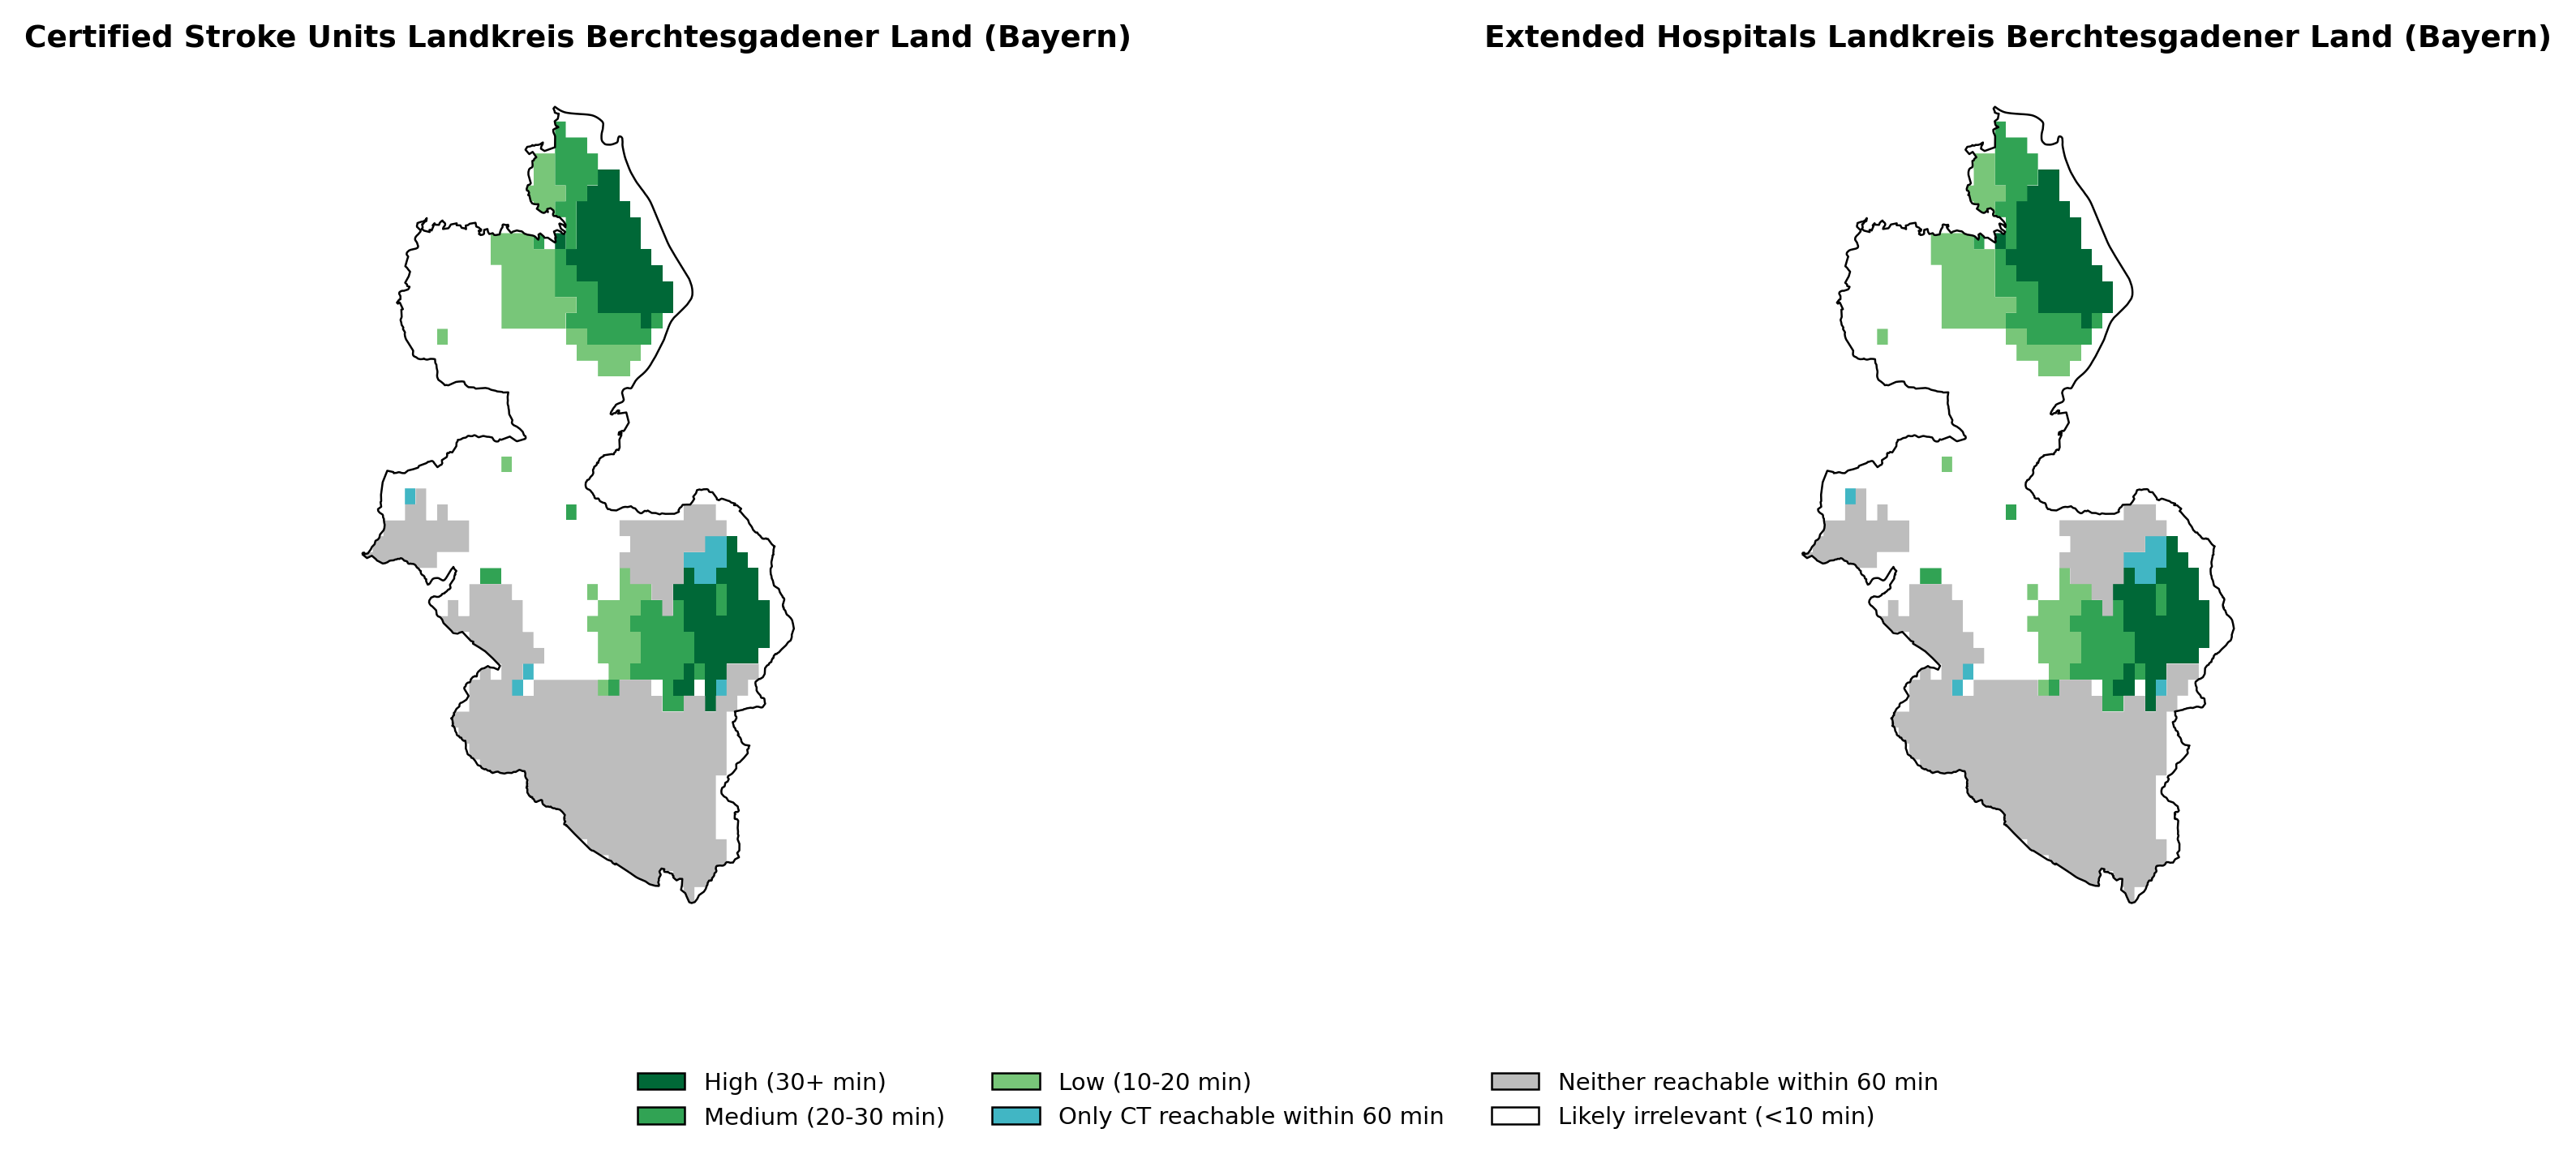 Certified Stroke Units Landkreis Berchtesgadener Land (Bayern)
Extended Hospitals Landkreis Berchtesgadener Land (Bayern)
High (30+ min)
Medium (20-30 min)
Low (10-20 min)
Only CT reachable within 60 min
Neither reachable within 60 min
Likely irrelevant (<10 min)